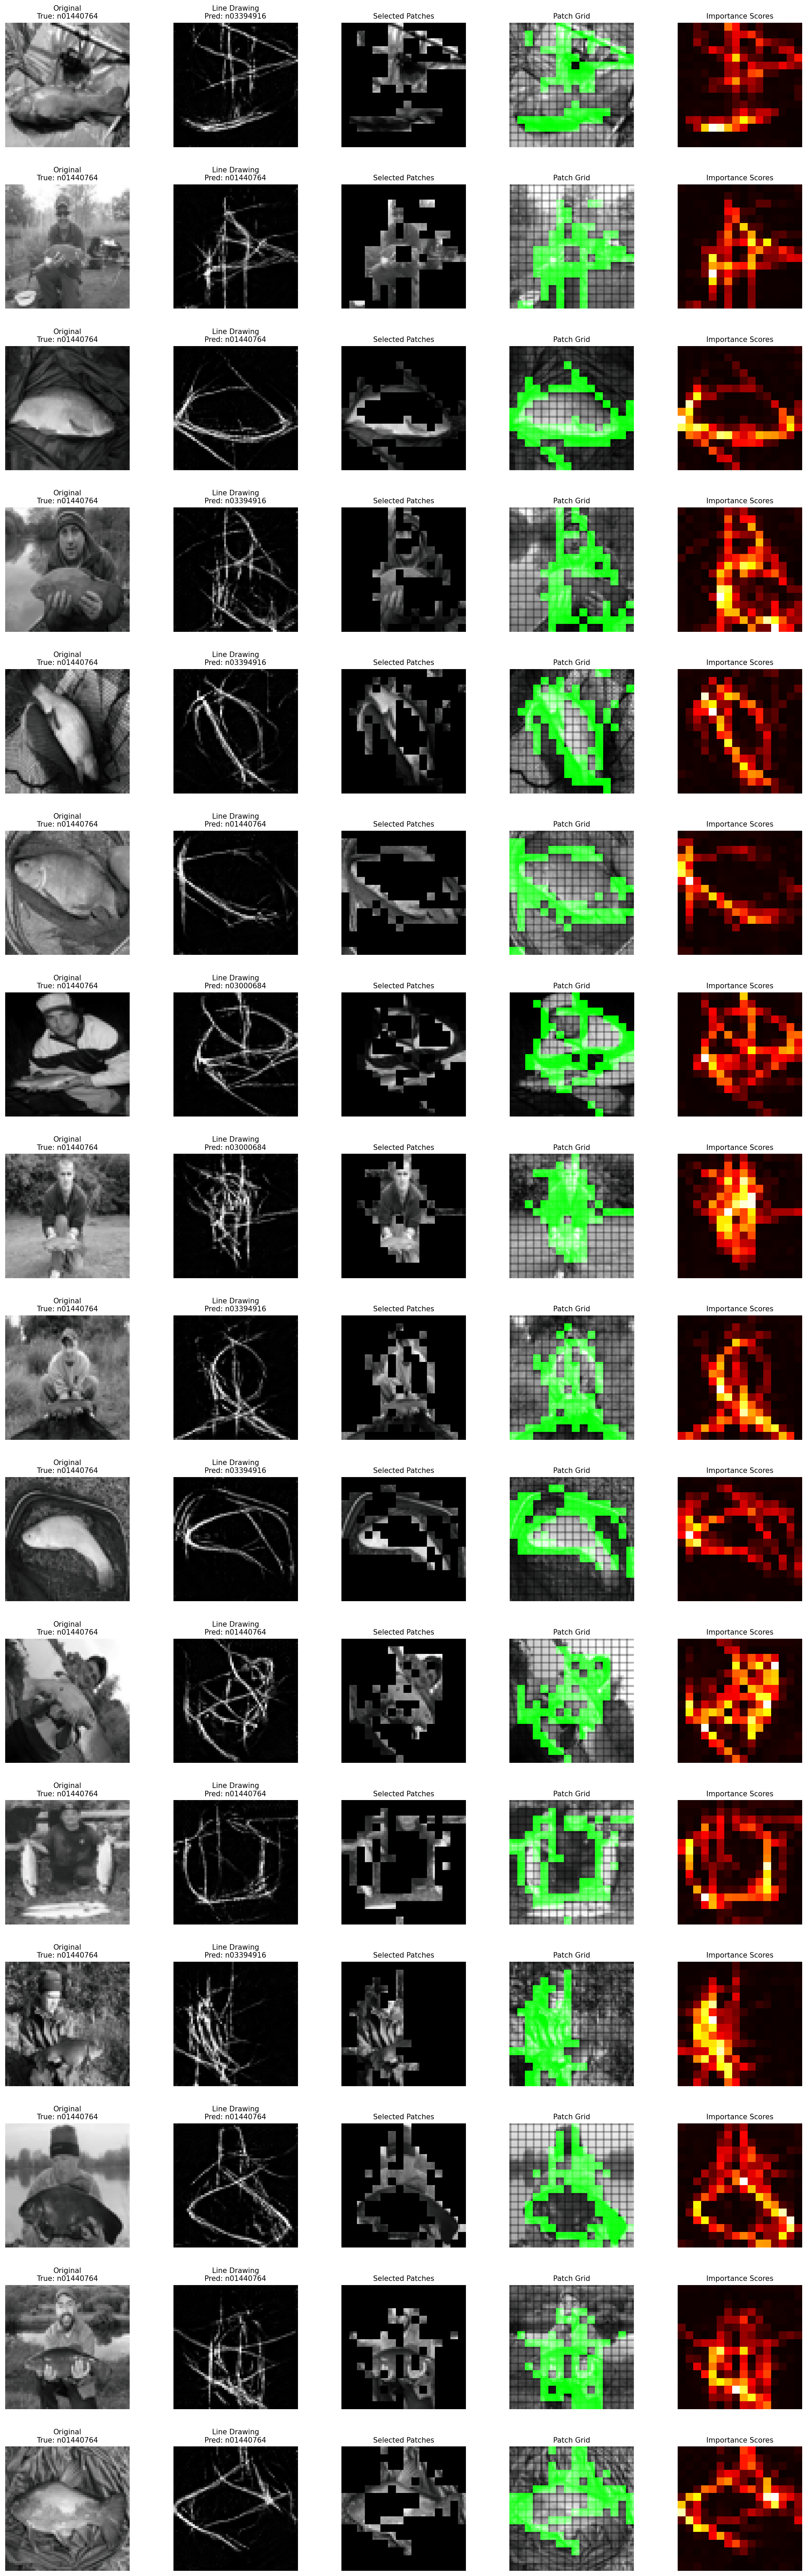 Original
True: n01440764
Line Drawing
Pred: n03394916
Selected Patches
Patch Grid
Importance Scores
Original
True: n01440764
Line Drawing
Pred: n01440764
Selected Patches
Patch Grid
Importance Scores
Original
True: n01440764
Line Drawing
Pred: n01440764
Selected Patches
Patch Grid
Importance Scores
Original
True: n01440764
Line Drawing
Pred: n03394916
Selected Patches
Patch Grid
Importance Scores
Original
True: n01440764
Line Drawing
Pred: n03394916
Selected Patches
Patch Grid
Importance Scores
Original
True: n01440764
Line Drawing
Pred: n01440764
Selected Patches
Patch Grid
Importance Scores
Original
True: n01440764
Line Drawing
Pred: n03000684
Selected Patches
Patch Grid
Importance Scores
Original
True: n01440764
Line Drawing
Pred: n03000684
Selected Patches
Patch Grid
Importance Scores
Original
True: n01440764
Line Drawing
Pred: n03394916
Selected Patches
Patch Grid
Importance Scores
Original
True: n01440764
Line Drawing
Pred: n03394916
Selected Patches
Patch Grid
Importance Scores
Original
True: n01440764
Line Drawing
Pred: n01440764
Selected Patches
Patch Grid
Importance Scores
Original
True: n01440764
Line Drawing
Pred: n01440764
Selected Patches
Patch Grid
Importance Scores
Original
True: n01440764
Line Drawing
Pred: n03394916
Selected Patches
Patch Grid
Importance Scores
Original
True: n01440764
Line Drawing
Pred: n01440764
Selected Patches
Patch Grid
Importance Scores
Original
True: n01440764
Line Drawing
Pred: n01440764
Selected Patches
Patch Grid
Importance Scores
Original
True: n01440764
Line Drawing
Pred: n01440764
Selected Patches
Patch Grid
Importance Scores